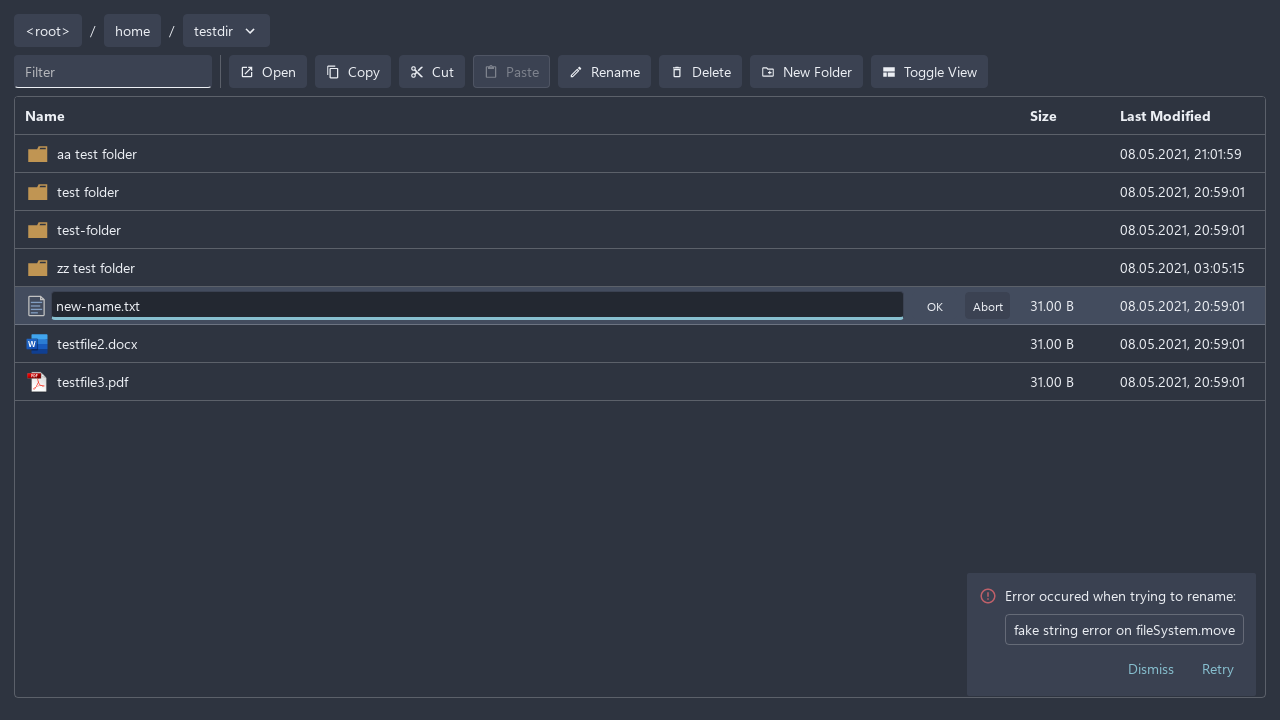 <root> / home / testdir
Filter Open Copy Cut Paste Rename Delete New Folder Toggle View
Name Size Last Modified
aa test folder 08.05.2021, 21:01:59
test folder 08.05.2021, 20:59:01
test-folder 08.05.2021, 20:59:01
zz test folder 08.05.2021, 03:05:15
new-name.txt OK Abort 31.00 B 08.05.2021, 20:59:01
W testfile2.docx 31.00 B 08.05.2021, 20:59:01
PDF testfile3.pdf 31.00 B 08.05.2021, 20:59:01
Error occured when trying to rename:
fake string error on fileSystem.move
Dismiss Retry